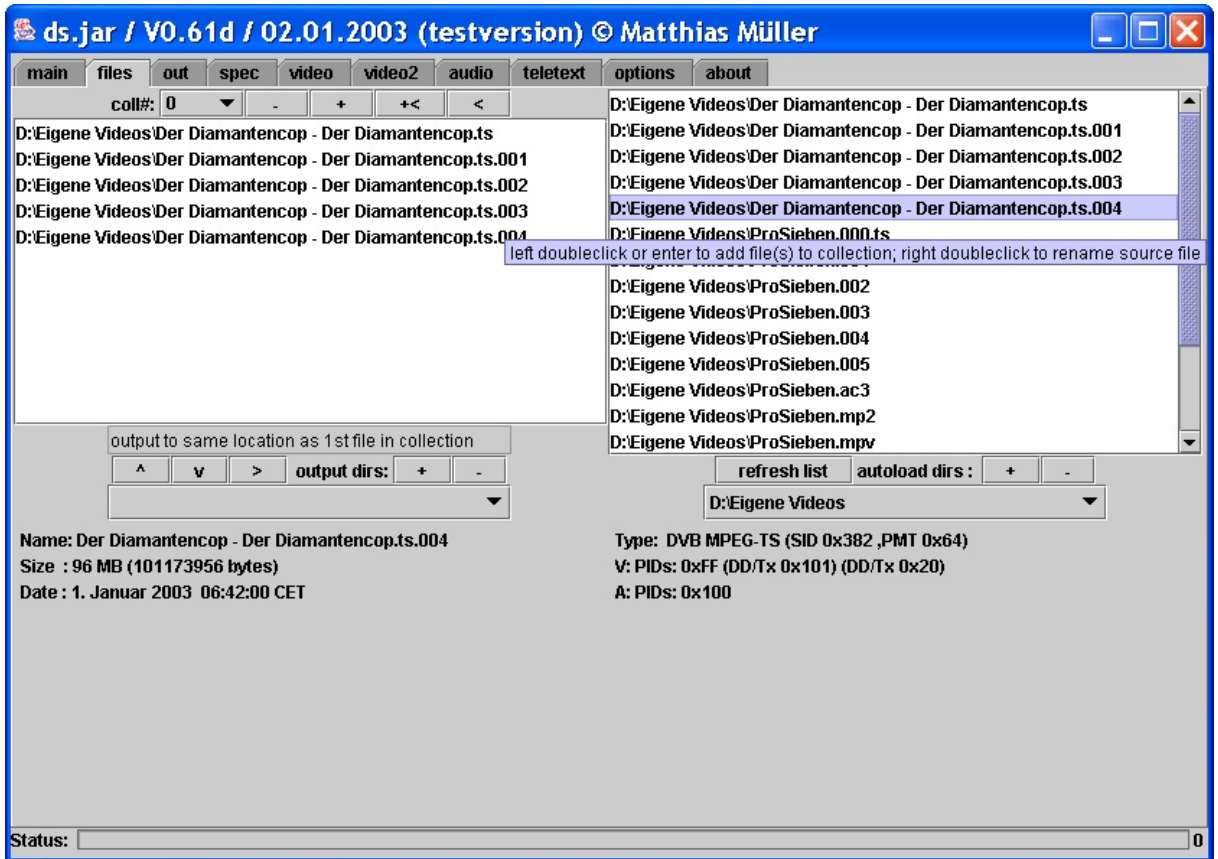 ds.jar / V0.61d / 02.01.2003 (testversion) © Matthias Müller
main files out spec video video2 audio teletext options about
coll#: 0 - + +< <
D:\Eigene Videos\Der Diamantencop - Der Diamantencop.ts
D:\Eigene Videos\Der Diamantencop - Der Diamantencop.ts.001
D:\Eigene Videos\Der Diamantencop - Der Diamantencop.ts.002
D:\Eigene Videos\Der Diamantencop - Der Diamantencop.ts.003
D:\Eigene Videos\Der Diamantencop - Der Diamantencop.ts.004
D:\Eigene Videos\Der Diamantencop - Der Diamantencop.ts
D:\Eigene Videos\Der Diamantencop - Der Diamantencop.ts.001
D:\Eigene Videos\Der Diamantencop - Der Diamantencop.ts.002
D:\Eigene Videos\Der Diamantencop - Der Diamantencop.ts.003
D:\Eigene Videos\Der Diamantencop - Der Diamantencop.ts.004
D:\Eigene Videos\ProSieben.000.ts
left doubleclick or enter to add file(s) to collection; right doubleclick to rename source file
D:\Eigene Videos\ProSieben.002
D:\Eigene Videos\ProSieben.003
D:\Eigene Videos\ProSieben.004
D:\Eigene Videos\ProSieben.005
D:\Eigene Videos\ProSieben.ac3
D:\Eigene Videos\ProSieben.mp2
D:\Eigene Videos\ProSieben.mpv
output to same location as 1st file in collection
^ v > output dirs: + -
refresh list autoload dirs : + -
D:\Eigene Videos
Name: Der Diamantencop - Der Diamantencop.ts.004
Size : 96 MB (101173956 bytes)
Date : 1. Januar 2003 06:42:00 CET
Type: DVB MPEG-TS (SID 0x382 ,PMT 0x64)
V: PIDs: 0xFF (DD/Tx 0x101) (DD/Tx 0x20)
A: PIDs: 0x100
Status: 0